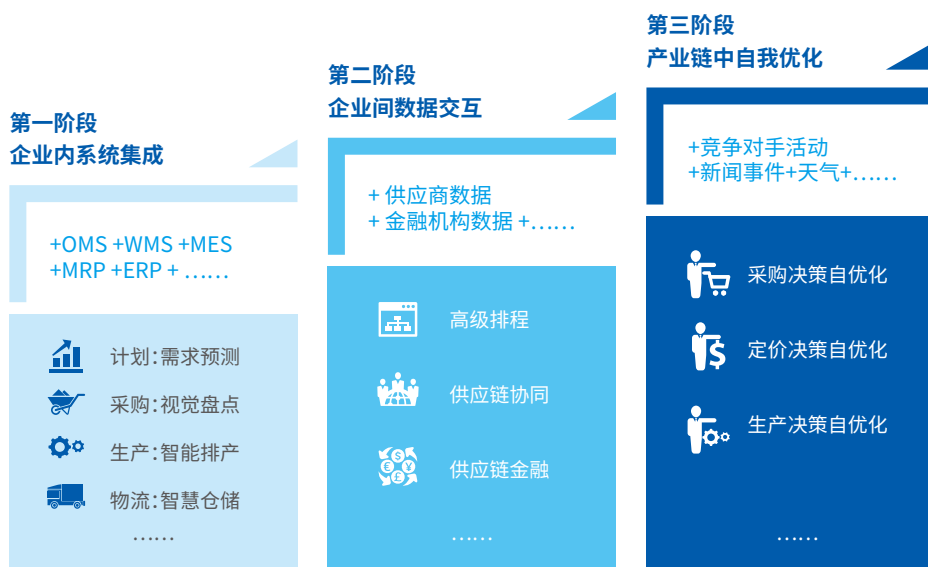 第一阶段
企业内系统集成
+OMS +WMS +MES
+MRP +ERP + ……
计划:需求预测
采购:视觉盘点
生产:智能排产
物流:智慧仓储
……
第二阶段
企业间数据交互
+ 供应商数据
+ 金融机构数据 +……
高级排程
供应链协同
供应链金融
……
第三阶段
产业链中自我优化
+竞争对手活动
+新闻事件+天气+……
采购决策自优化
$
定价决策自优化
生产决策自优化
……